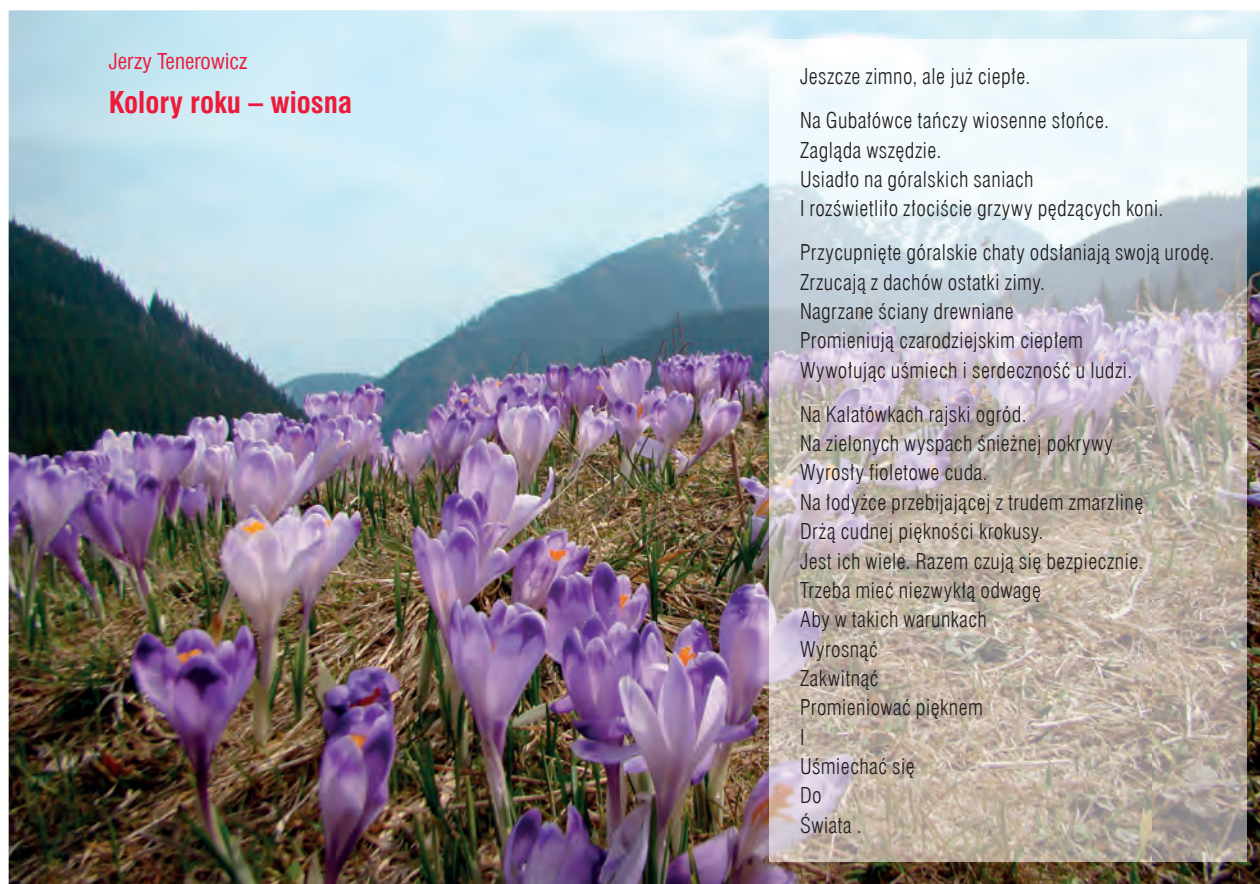 Jerzy Tenerowicz
Kolory roku – wiosna
Jeszcze zimno, ale już ciepłe.
Na Gubałówce tańczy wiosenne słońce.
Zagląda wszędzie.
Usiadło na góralskich saniach
I rozświetliło złociście grzywy pędzących koni.
Przycupnięte góralskie chaty odsłaniają swoją urodę.
Zrzucają z dachów ostatki zimy.
Nagrzane ściany drewniane
Promieniują czarodziejskim ciepłem
Wywołując uśmiech i serdeczność u ludzi.
Na Kalatówkach rajski ogród.
Na zielonych wyspach śnieżnej pokrywy
Wyrosły fioletowe cuda.
Na łodyżce przebijającej z trudem zmarzlinę
Drżą cudnej piękności krokusy.
Jest ich wiele. Razem czują się bezpiecznie.
Trzeba mieć niezwykłą odwagę
Aby w takich warunkach
Wyrosnąć
Zakwitnąć
Promieniować pięknem
I
Uśmiechać się
Do
Świata .